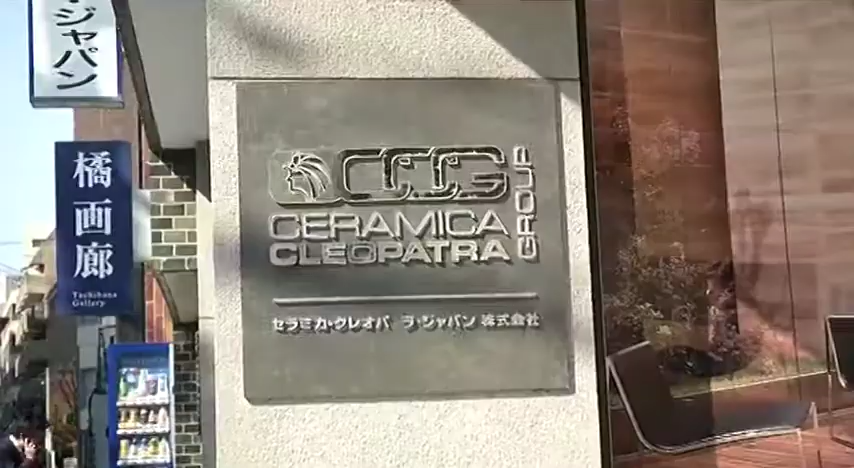 ・ジャパン
橘画廊
Tachibana
Gallery
CCG GROUP
CERAMICA
CLEOPATRA
セラミカ・クレオパ ラ・ジャパン 株式会社